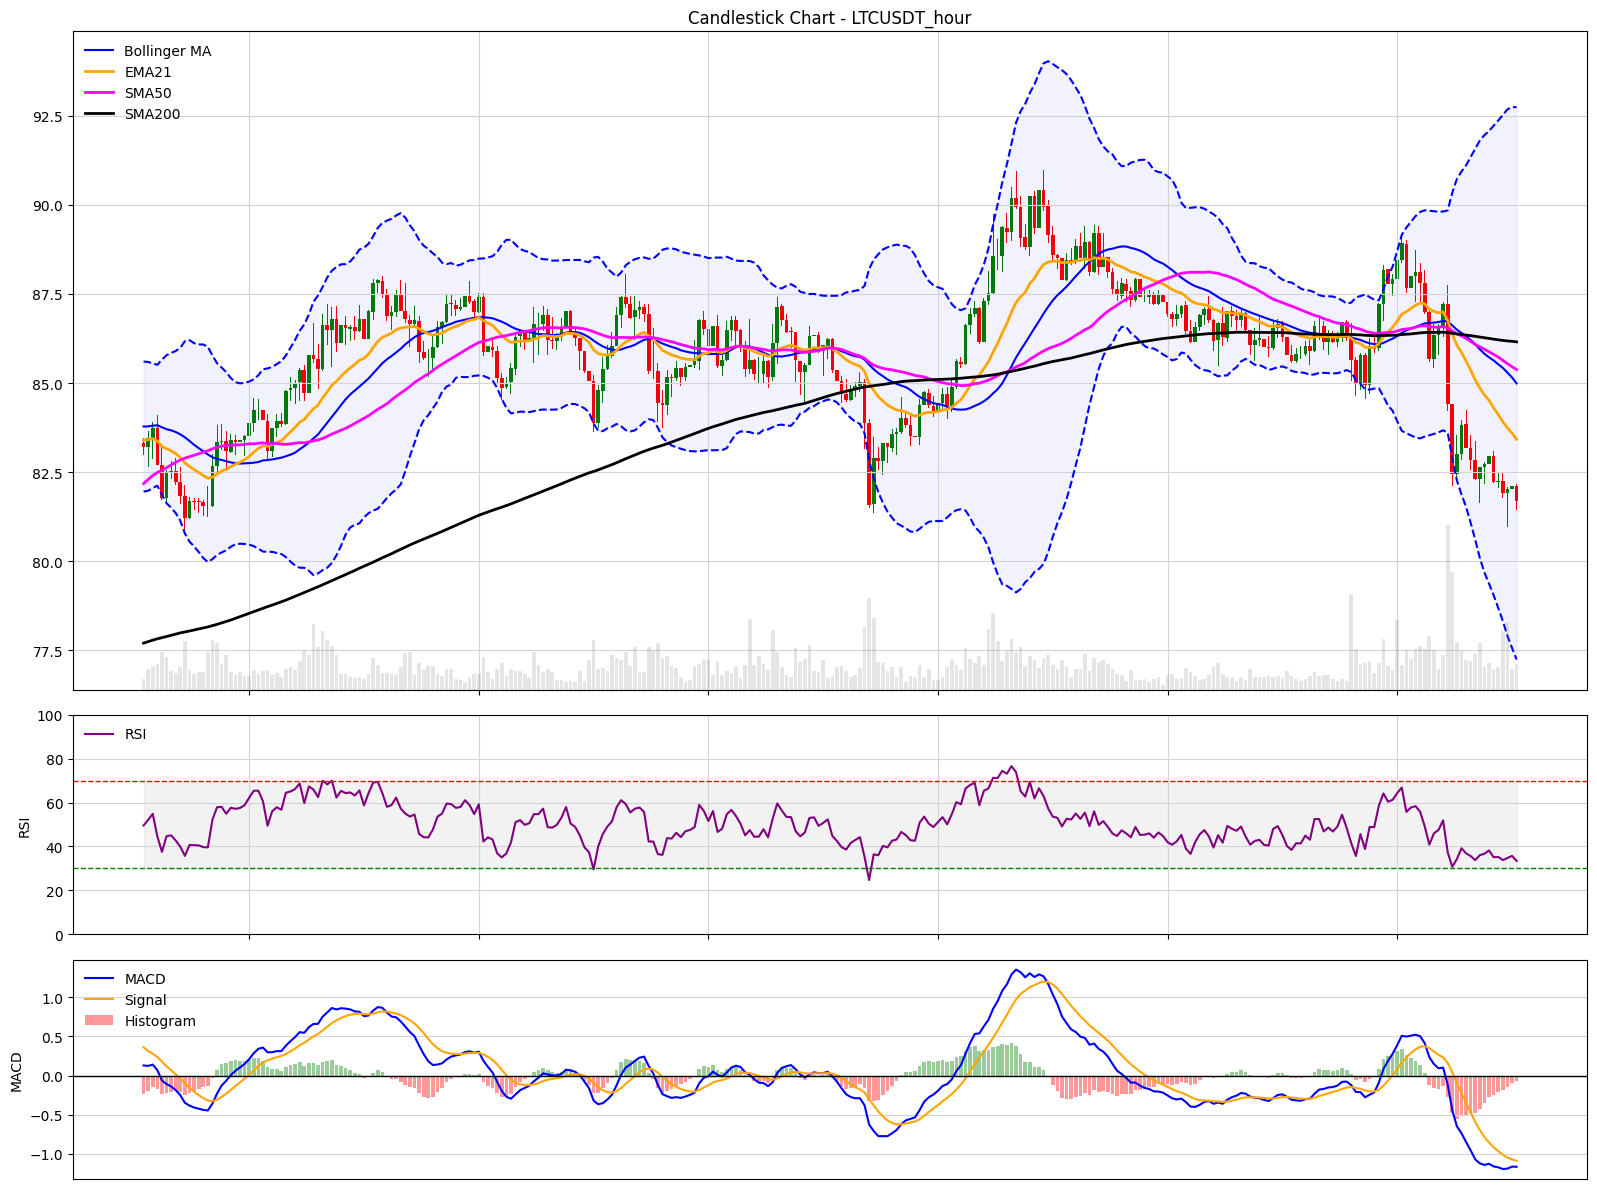 Candlestick Chart - LTCUSDT_hour
Bollinger MA
EMA21
SMA50
SMA200
92.5
90.0
87.5
85.0
82.5
80.0
77.5
RSI
100
80
60
40
20
0
RSI
MACD
Signal
Histogram
1.0
0.5
0.0
−0.5
−1.0
MACD